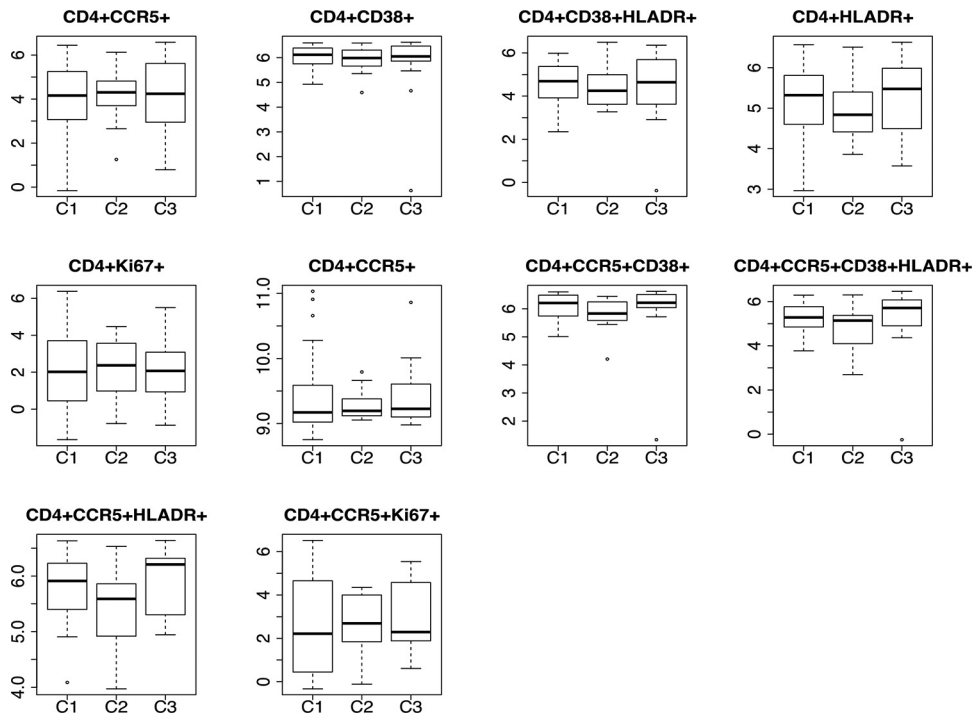 CD4+CCR5+ CD4+CD38+ CD4+CD38+HLADR+ CD4+HLADR+
6 4 2 0 C1 C2 C3
6 5 4 3 2 1 C1 C2 C3
6 4 2 0 C1 C2 C3
6 5 4 3 C1 C2 C3
CD4+Ki67+ CD4+CCR5+ CD4+CCR5+CD38+ CD4+CCR5+CD38+HLADR+
6 4 2 0 C1 C2 C3
11.0 10.0 9.0 C1 C2 C3
6 5 4 3 2 C1 C2 C3
6 4 2 0 C1 C2 C3
CD4+CCR5+HLADR+ CD4+CCR5+Ki67+
6.0 5.0 4.0 C1 C2 C3
6 4 2 0 C1 C2 C3